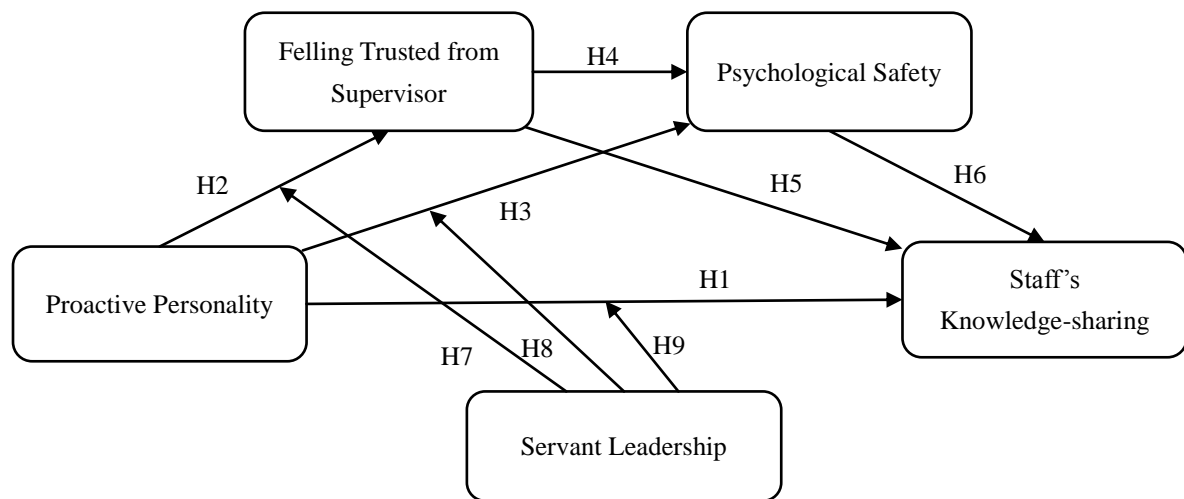 Felling Trusted from
Supervisor
H4
Psychological Safety
H2
H3
H5
H6
Proactive Personality
H1
Staff’s
Knowledge-sharing
H7
H8
H9
Servant Leadership